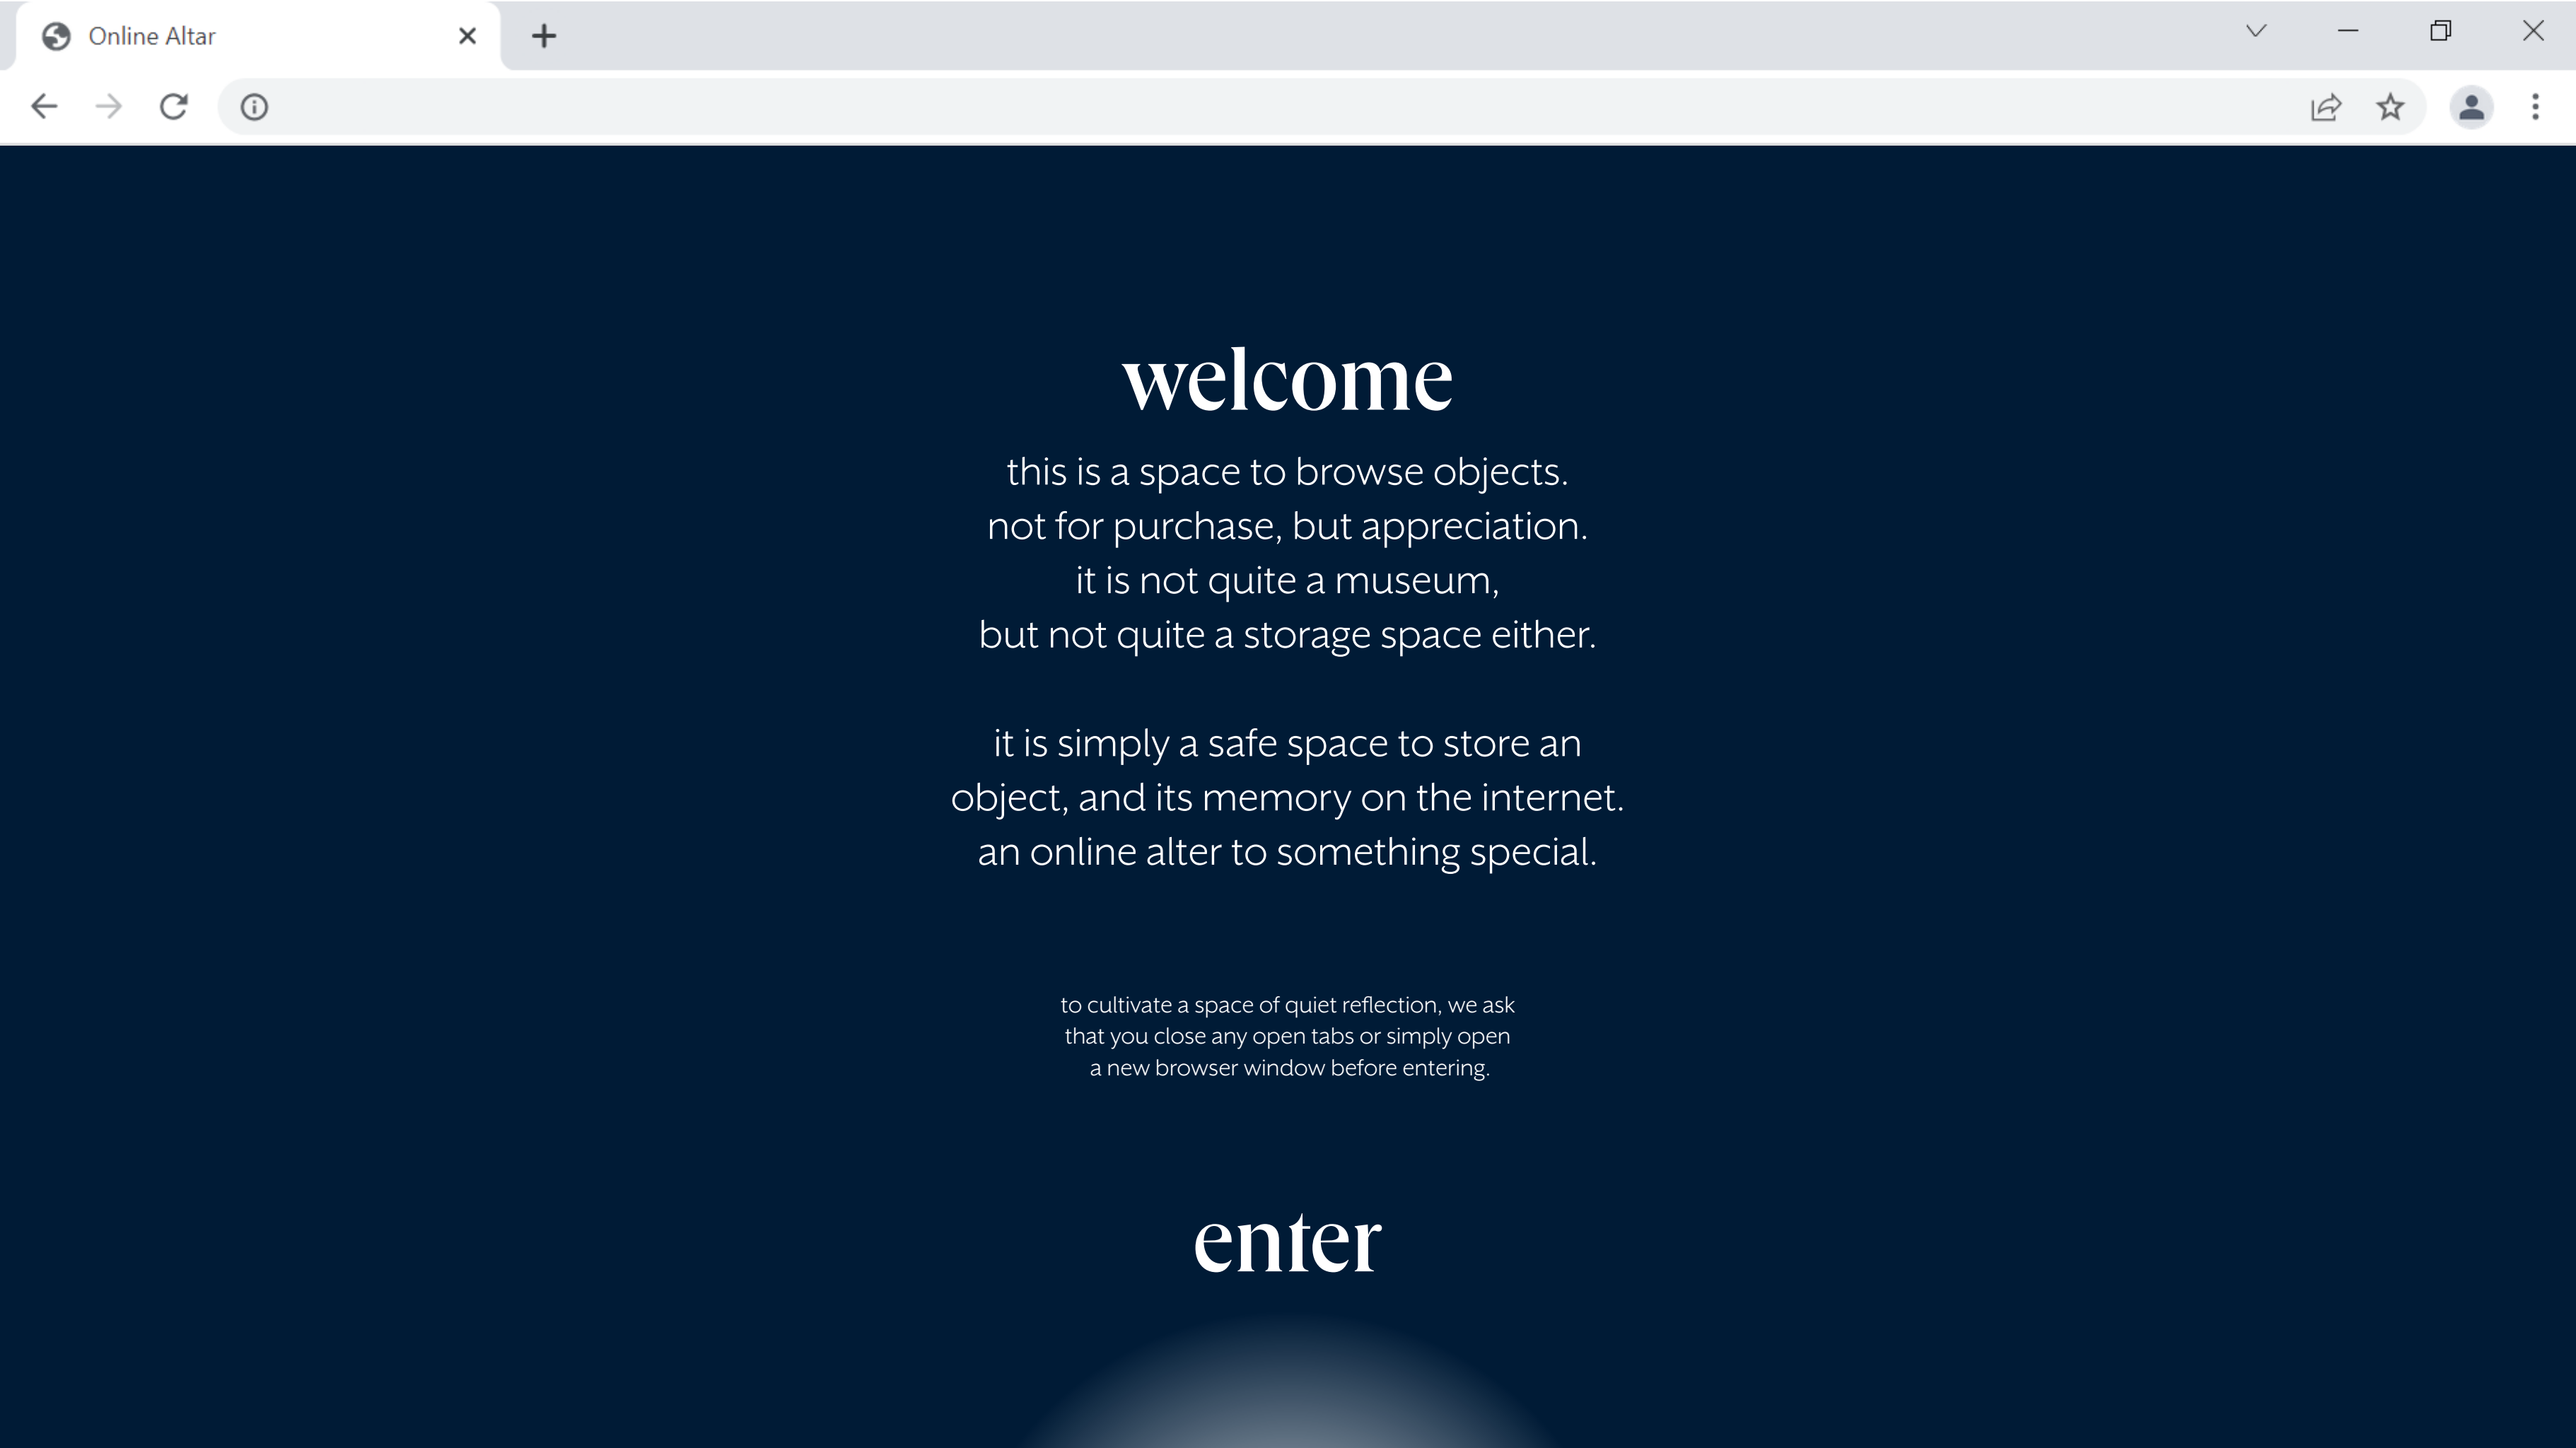 Online Altar
welcome
this is a space to browse objects.
not for purchase, but appreciation.
it is not quite a museum,
but not quite a storage space either.
it is simply a safe space to store an
object, and its memory on the internet.
an online alter to something special.
to cultivate a space of quiet reflection, we ask
that you close any open tabs or simply open
a new browser window before entering.
enter